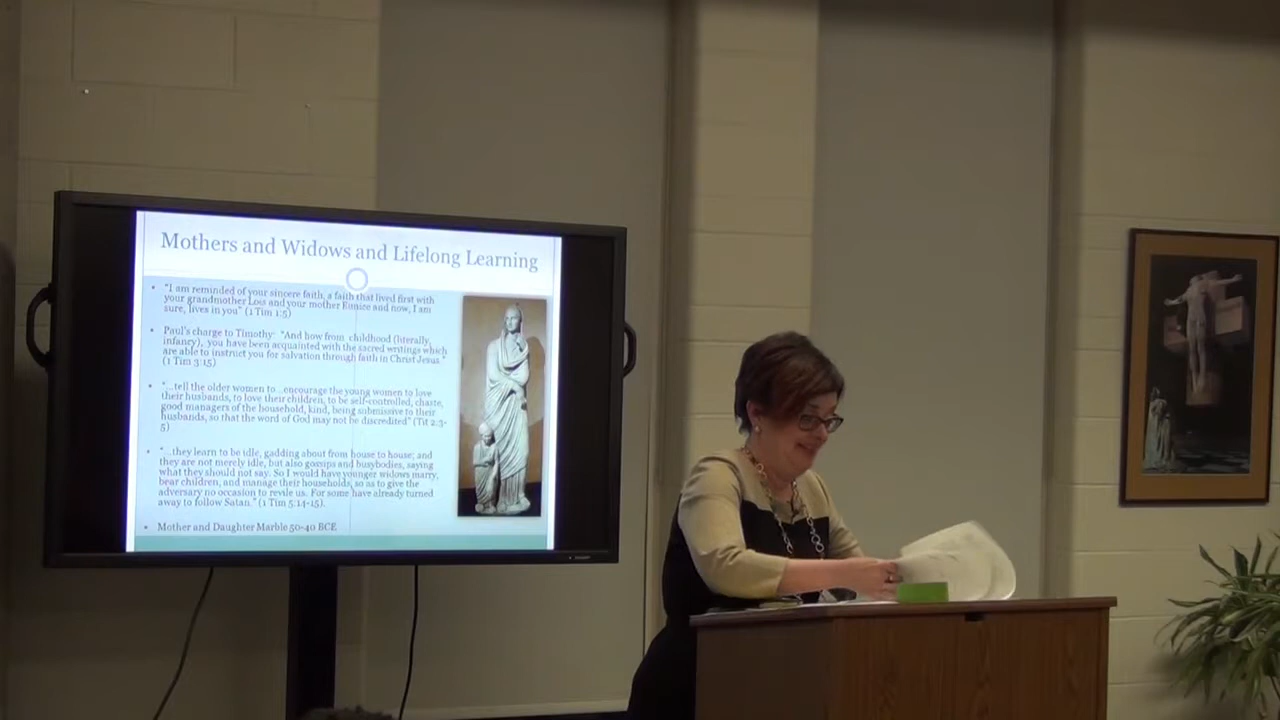 Mothers and Widows and Lifelong Learning
• "I am reminded of your sincere faith, a faith that lived first with
your grandmother Lois and your mother Eunice and now, I am
sure, lives in you" (1 Tim 1:5)
• Paul's charge to Timothy: "And how from childhood (literally,
infancy), you have been acquainted with the sacred writings which
are able to instruct you for salvation through faith in Christ Jesus."
(1 Tim 3:15)
• "…tell the older women to…encourage the young women to love
their husbands, to love their children, to be self-controlled, chaste,
good managers of the household, kind, being submissive to their
husbands, so that the word of God may not be discredited" (Tit 2:3-
5)
• "…they learn to be idle, gadding about from house to house; and
they are not merely idle, but also gossips and busybodies, saying
what they should not say. So I would have younger widows marry,
bear children, and manage their households, so as to give the
adversary no occasion to revile us. For some have already turned
away to follow Satan." (1 Tim 5:14-15).
• Mother and Daughter Marble 50-40 BCE